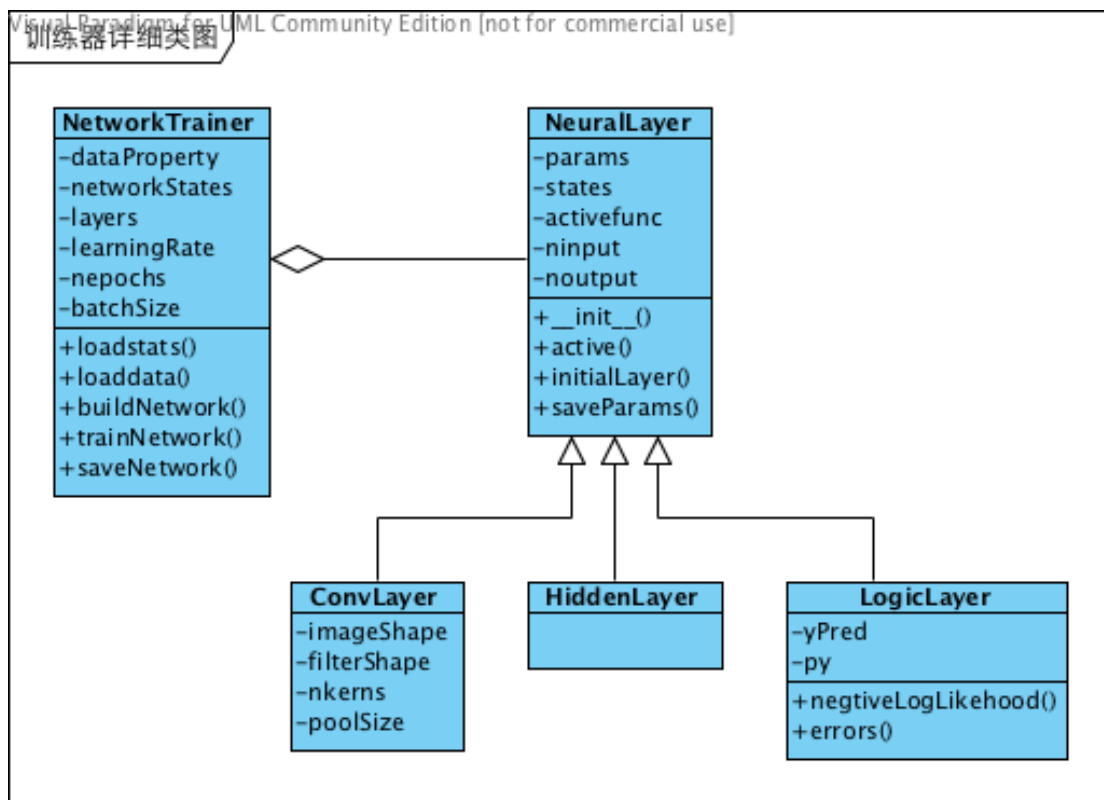 Visual Paradigm for UML Community Edition [not for commercial use]
训练器详细类图
NetworkTrainer
-dataProperty
-networkStates
-layers
-learningRate
-nepochs
-batchSize
+loadstats()
+loaddata()
+buildNetwork()
+trainNetwork()
+saveNetwork()
NeuralLayer
-params
-states
-activefunc
-ninput
-noutput
+__init__()
+active()
+initialLayer()
+saveParams()
ConvLayer
-imageShape
-filterShape
-nkerns
-poolSize
HiddenLayer
LogicLayer
-yPred
-py
+negtiveLogLikehood()
+errors()